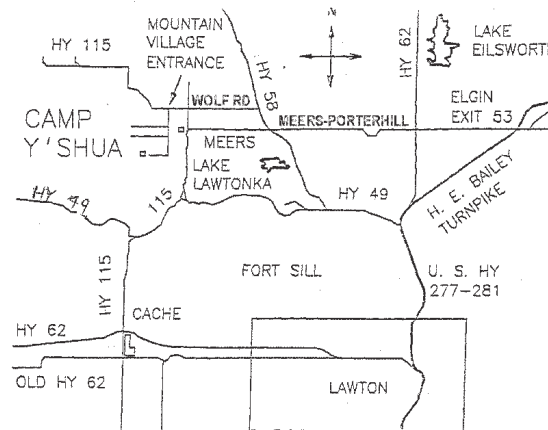 HY 115
MOUNTAIN
VILLAGE
ENTRANCE
HY 58
N
HY 62
LAKE
EILSWORTH
WOLF RD
MEERS-PORTERHILL
ELGIN
EXIT 53
CAMP
Y'SHUA
MEERS
LAKE
LAWTONKA
HY 49
115
HY 49
H. E. BAILEY
TURNPIKE
FORT SILL
U. S. HY
277-281
HY 115
CACHE
HY 62
OLD HY 62
LAWTON